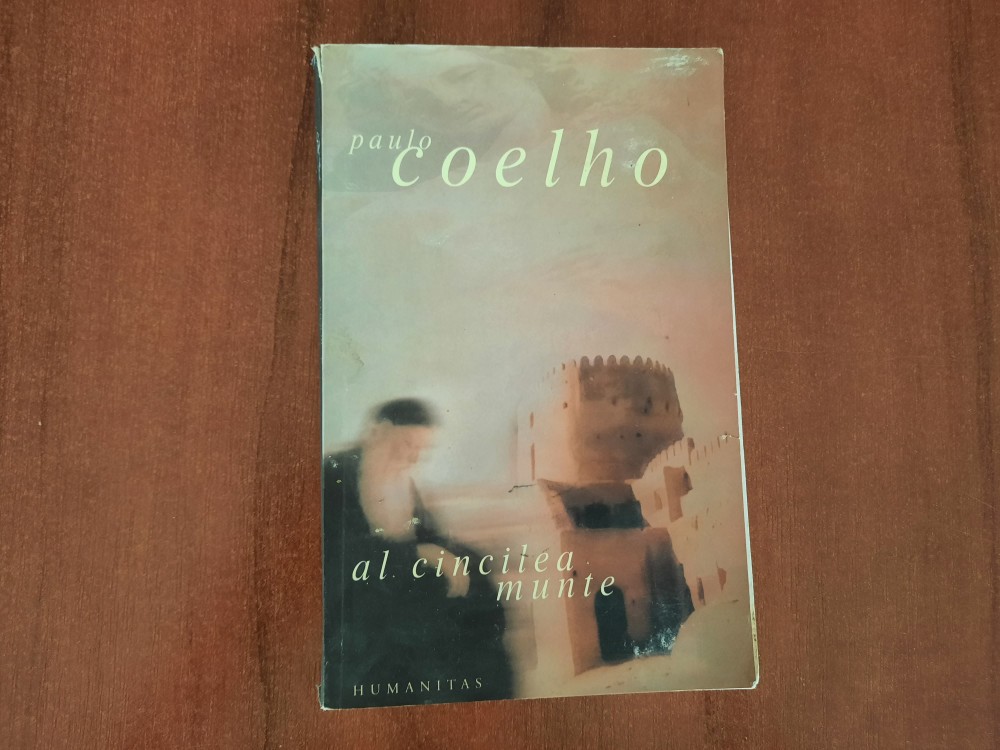 paulo
coelho
al cincilea
munte
HUMANITAS